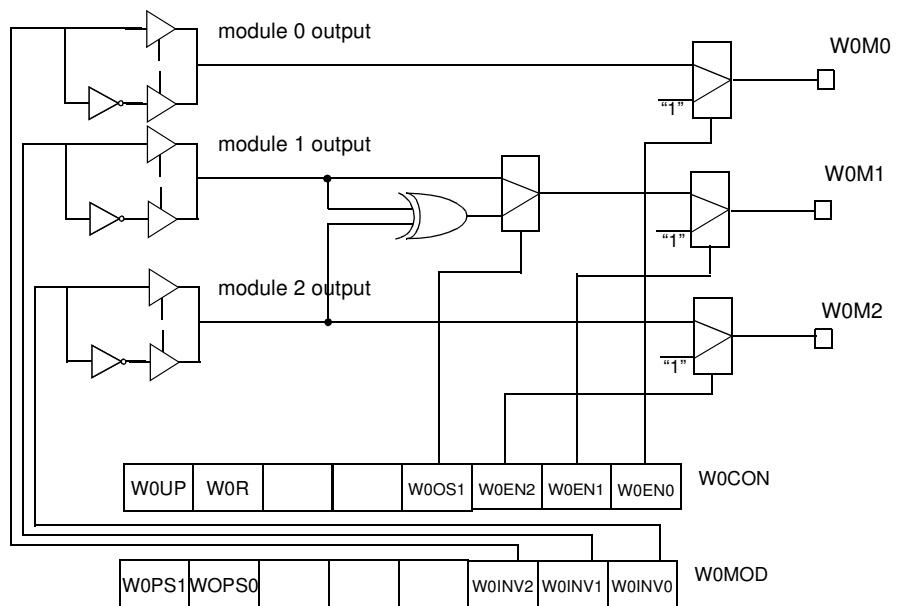 module 0 output
W0M0
“1”
module 1 output
W0M1
“1”
module 2 output
W0M2
“1”
W0UP W0R W0OS1 W0EN2 W0EN1 W0EN0 W0CON
W0PS1 WOPS0 W0INV2 W0INV1 W0INV0 W0MOD